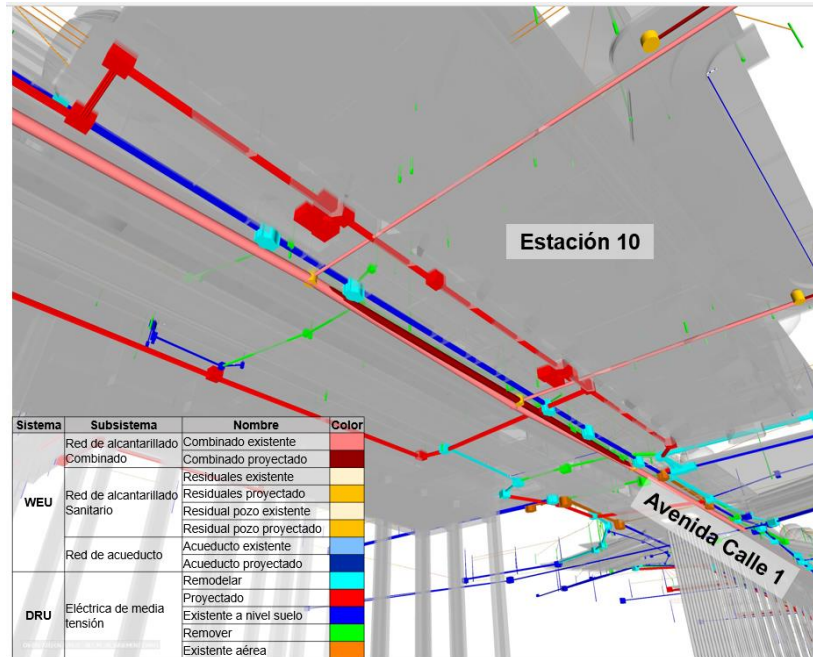 Estación 10
Avenida Calle 1
Sistema Subsistema Nombre Color
WEU
Red de alcantarillado Combinado
Combinado existente
Combinado proyectado
Red de alcantarillado Sanitario
Residuales existente
Residuales proyectado
Residual pozo existente
Residual pozo proyectado
Red de acueducto
Acueducto existente
Acueducto proyectado
DRU
Eléctrica de media tensión
Remodelar
Proyectado
Existente a nivel suelo
Remover
Existente aérea